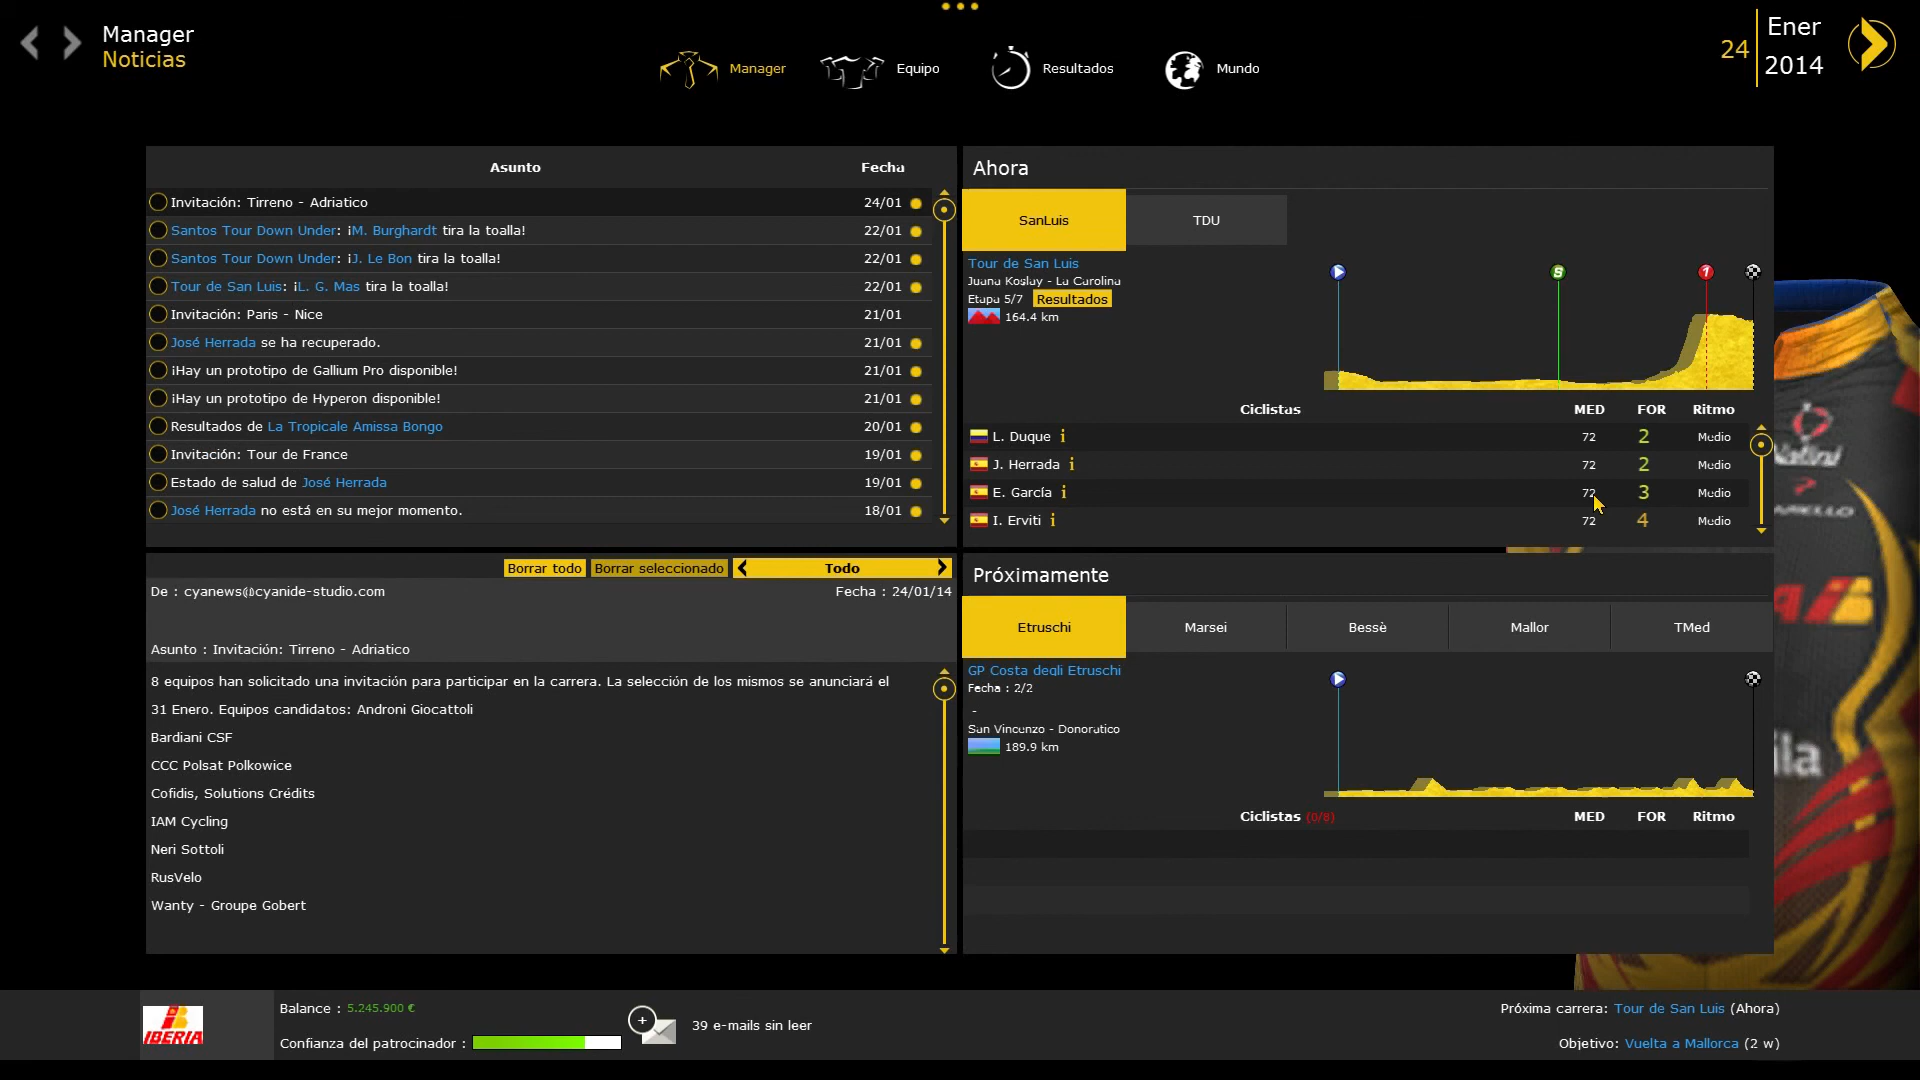 Manager
Noticias
Manager
Equipo
Resultados
Mundo
24
Ener
2014
Asunto Fecha
Invitación: Tirreno - Adriatico 24/01
Santos Tour Down Under: ¡M. Burghardt tira la toalla! 22/01
Santos Tour Down Under: ¡J. Le Bon tira la toalla! 22/01
Tour de San Luis: ¡L. G. Mas tira la toalla! 22/01
Invitación: Paris - Nice 21/01
José Herrada se ha recuperado. 21/01
¡Hay un prototipo de Gallium Pro disponible! 21/01
¡Hay un prototipo de Hyperon disponible! 21/01
Resultados de La Tropicale Amissa Bongo 20/01
Invitación: Tour de France 19/01
Estado de salud de José Herrada 19/01
José Herrada no está en su mejor momento. 18/01
Ahora
SanLuis TDU
Tour de San Luis
Juana Koslay - La Carolina
Etapa 5/7 Resultados
164.4 km
S
1
Ciclistas MED FOR Ritmo
L. Duque i 72 2 Medio
J. Herrada i 72 2 Medio
E. García i 72 3 Medio
I. Erviti i 72 4 Medio
Borrar todo Borrar seleccionado Todo
De : cyanews@cyanide-studio.com Fecha : 24/01/14
Asunto : Invitación: Tirreno - Adriatico
8 equipos han solicitado una invitación para participar en la carrera. La selección de los mismos se anunciará el
31 Enero. Equipos candidatos: Androni Giocattoli
Bardiani CSF
CCC Polsat Polkowice
Cofidis, Solutions Crédits
IAM Cycling
Neri Sottoli
RusVelo
Wanty - Groupe Gobert
Próximamente
Etruschi Marsei Bessè Mallor TMed
GP Costa degli Etruschi
Fecha : 2/2
-
San Vincenzo - Donoratico
189.9 km
Ciclistas (0/8) MED FOR Ritmo
IBERIA
Balance : 5.245.900 €
Confianza del patrocinador :
39 e-mails sin leer
Próxima carrera: Tour de San Luis (Ahora)
Objetivo: Vuelta a Mallorca (2 w)